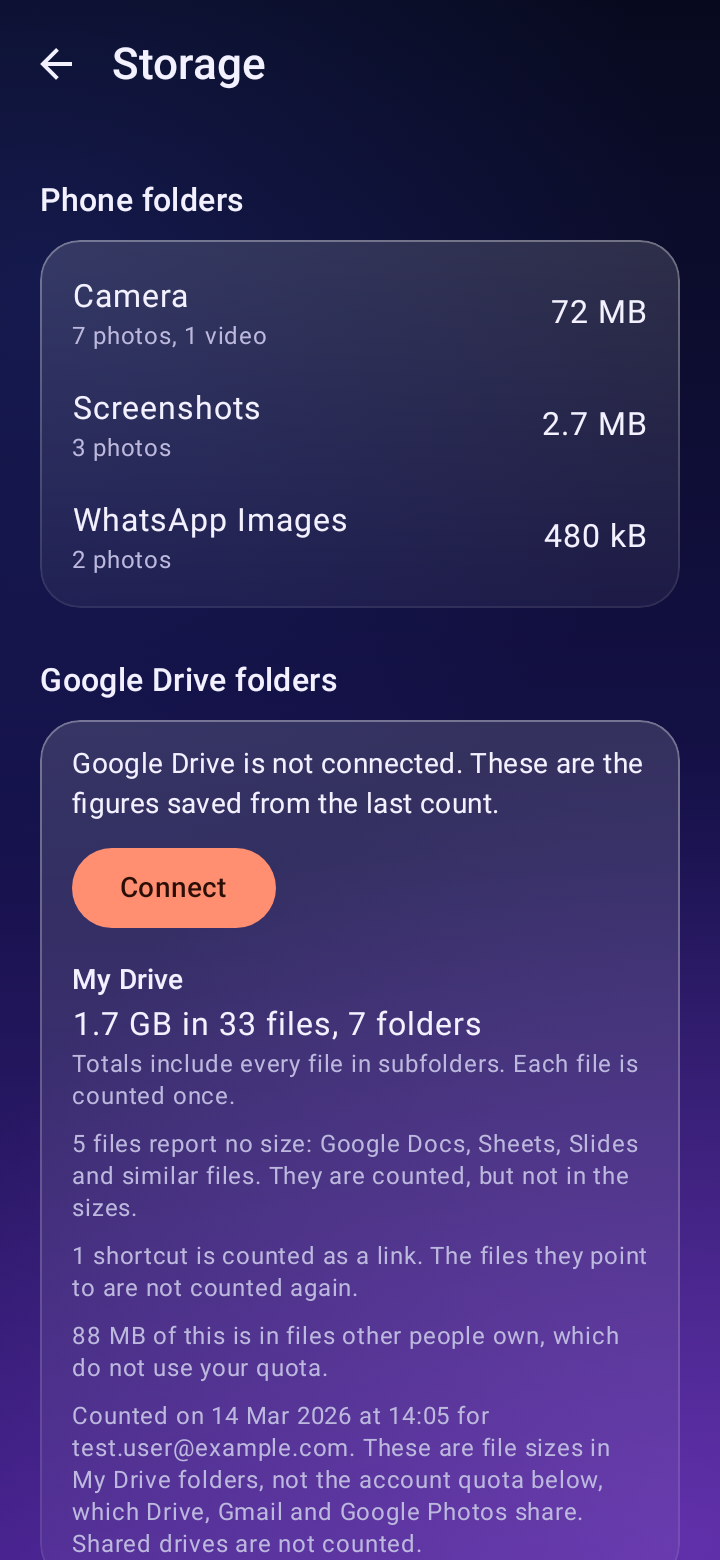 Storage
Phone folders
Camera
7 photos, 1 video
72 MB
Screenshots
3 photos
2.7 MB
WhatsApp Images
2 photos
480 kB
Google Drive folders
Google Drive is not connected. These are the
figures saved from the last count.
Connect
My Drive
1.7 GB in 33 files, 7 folders
Totals include every file in subfolders. Each file is
counted once.
5 files report no size: Google Docs, Sheets, Slides
and similar files. They are counted, but not in the
sizes.
1 shortcut is counted as a link. The files they point
to are not counted again.
88 MB of this is in files other people own, which
do not use your quota.
Counted on 14 Mar 2026 at 14:05 for
test.user@example.com. These are file sizes in
My Drive folders, not the account quota below,
which Drive, Gmail and Google Photos share.
Shared drives are not counted.